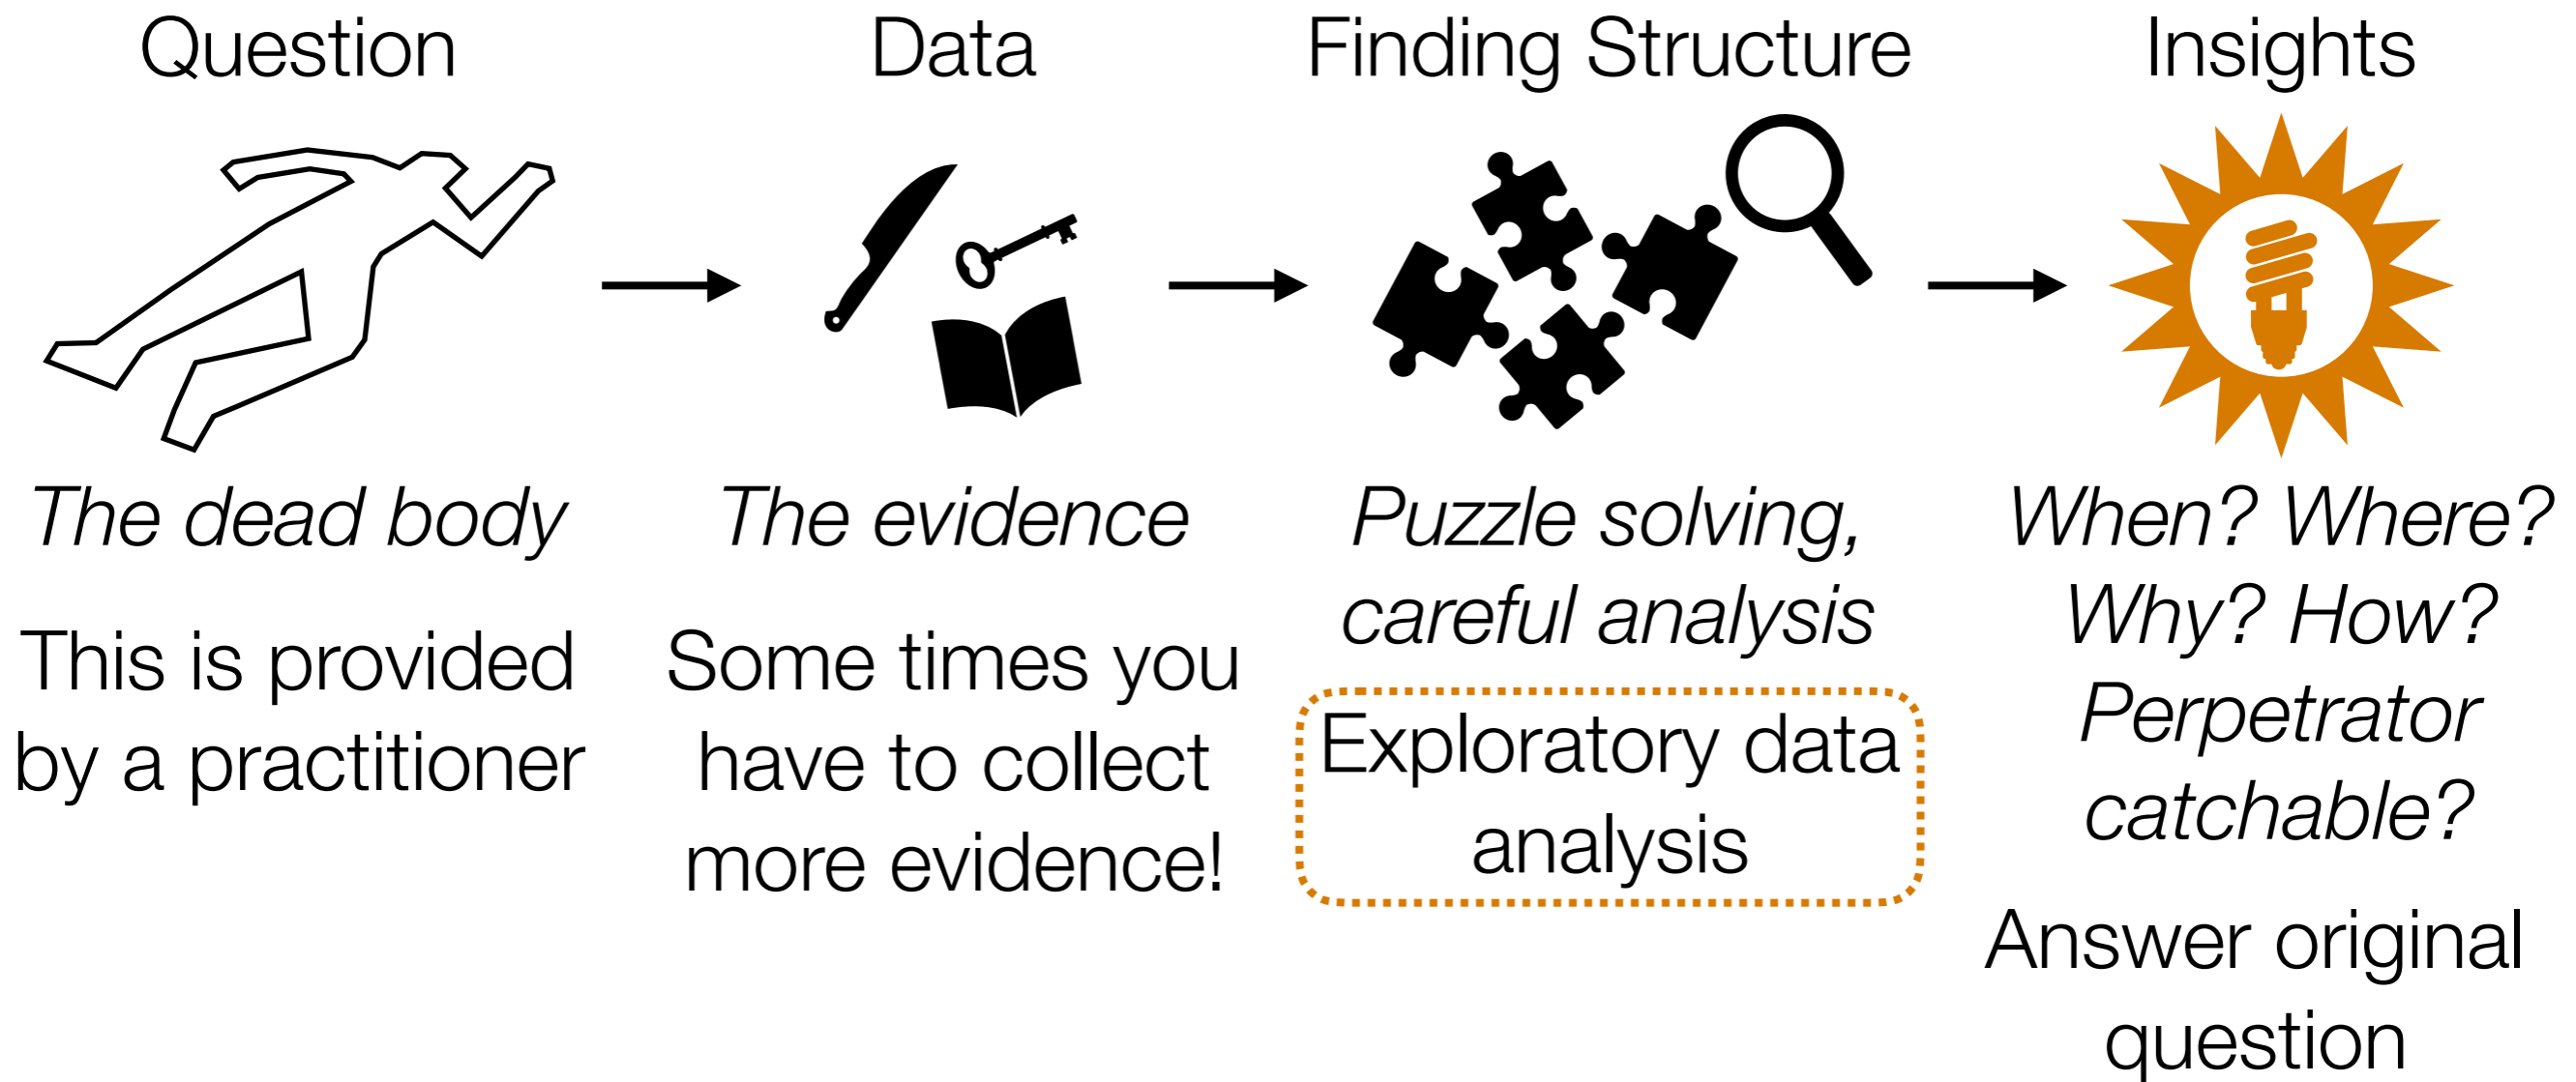 Question
The dead body
This is provided
by a practitioner
Data
The evidence
Some times you
have to collect
more evidence!
Finding Structure
Puzzle solving,
careful analysis
Exploratory data
analysis
Insights
When? Where?
Why? How?
Perpetrator
catchable?
Answer original
question